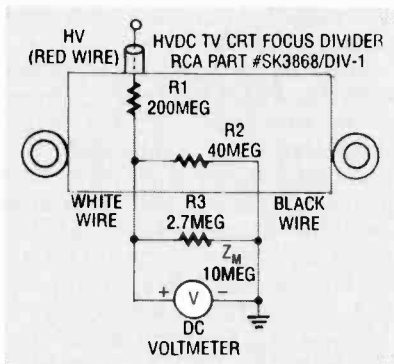 HV
(RED WIRE)
HVDC TV CRT FOCUS DIVIDER
RCA PART #SK3868/DIV-1
R1
200MEG
R2
40MEG
WHITE
WIRE
BLACK
WIRE
R3
2.7MEG
ZM
10MEG
+ V −
DC
VOLTMETER